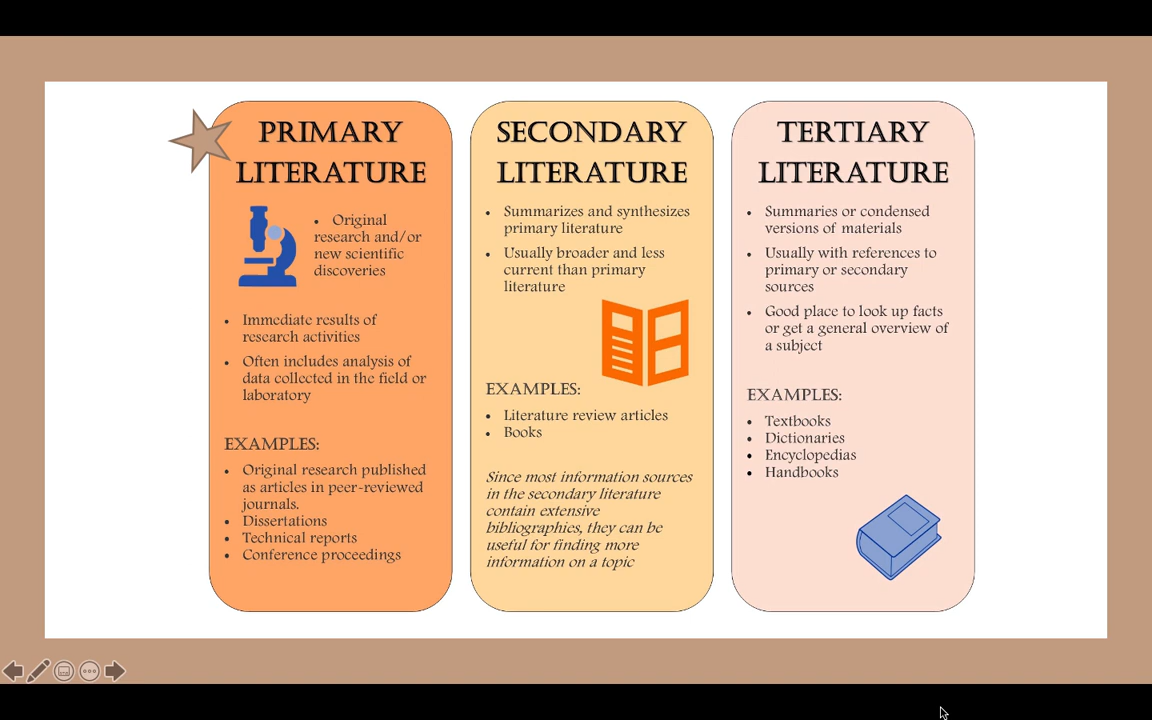 PRIMARY
LITERATURE
• Original
research and/or
new scientific
discoveries
• Immediate results of
research activities
• Often includes analysis of
data collected in the field or
laboratory
EXAMPLES:
• Original research published
as articles in peer-reviewed
journals.
• Dissertations
• Technical reports
• Conference proceedings
SECONDARY
LITERATURE
• Summarizes and synthesizes
primary literature
• Usually broader and less
current than primary
literature
EXAMPLES:
• Literature review articles
• Books
Since most information sources
in the secondary literature
contain extensive
bibliographies, they can be
useful for finding more
information on a topic
TERTIARY
LITERATURE
• Summaries or condensed
versions of materials
• Usually with references to
primary or secondary
sources
• Good place to look up facts
or get a general overview of
a subject
EXAMPLES:
• Textbooks
• Dictionaries
• Encyclopedias
• Handbooks